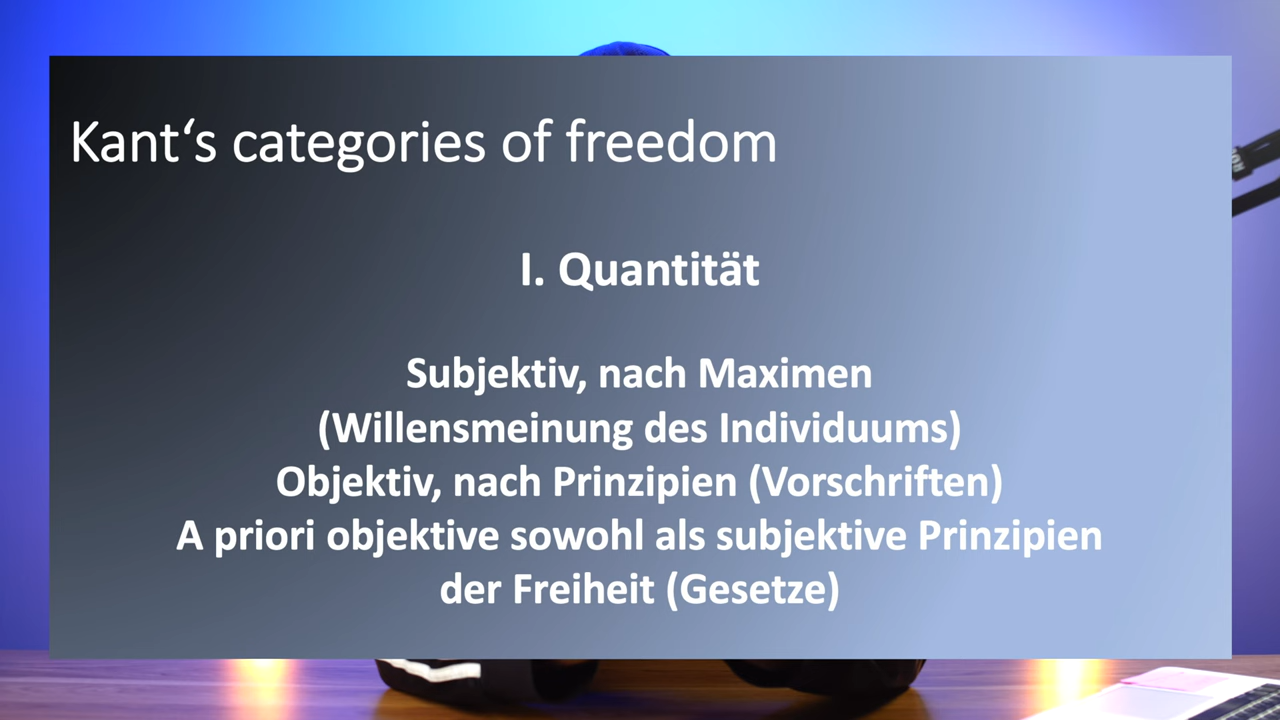 Kant‘s categories of freedom
I. Quantität
Subjektiv, nach Maximen
(Willensmeinung des Individuums)
Objektiv, nach Prinzipien (Vorschriften)
A priori objektive sowohl als subjektive Prinzipien
der Freiheit (Gesetze)